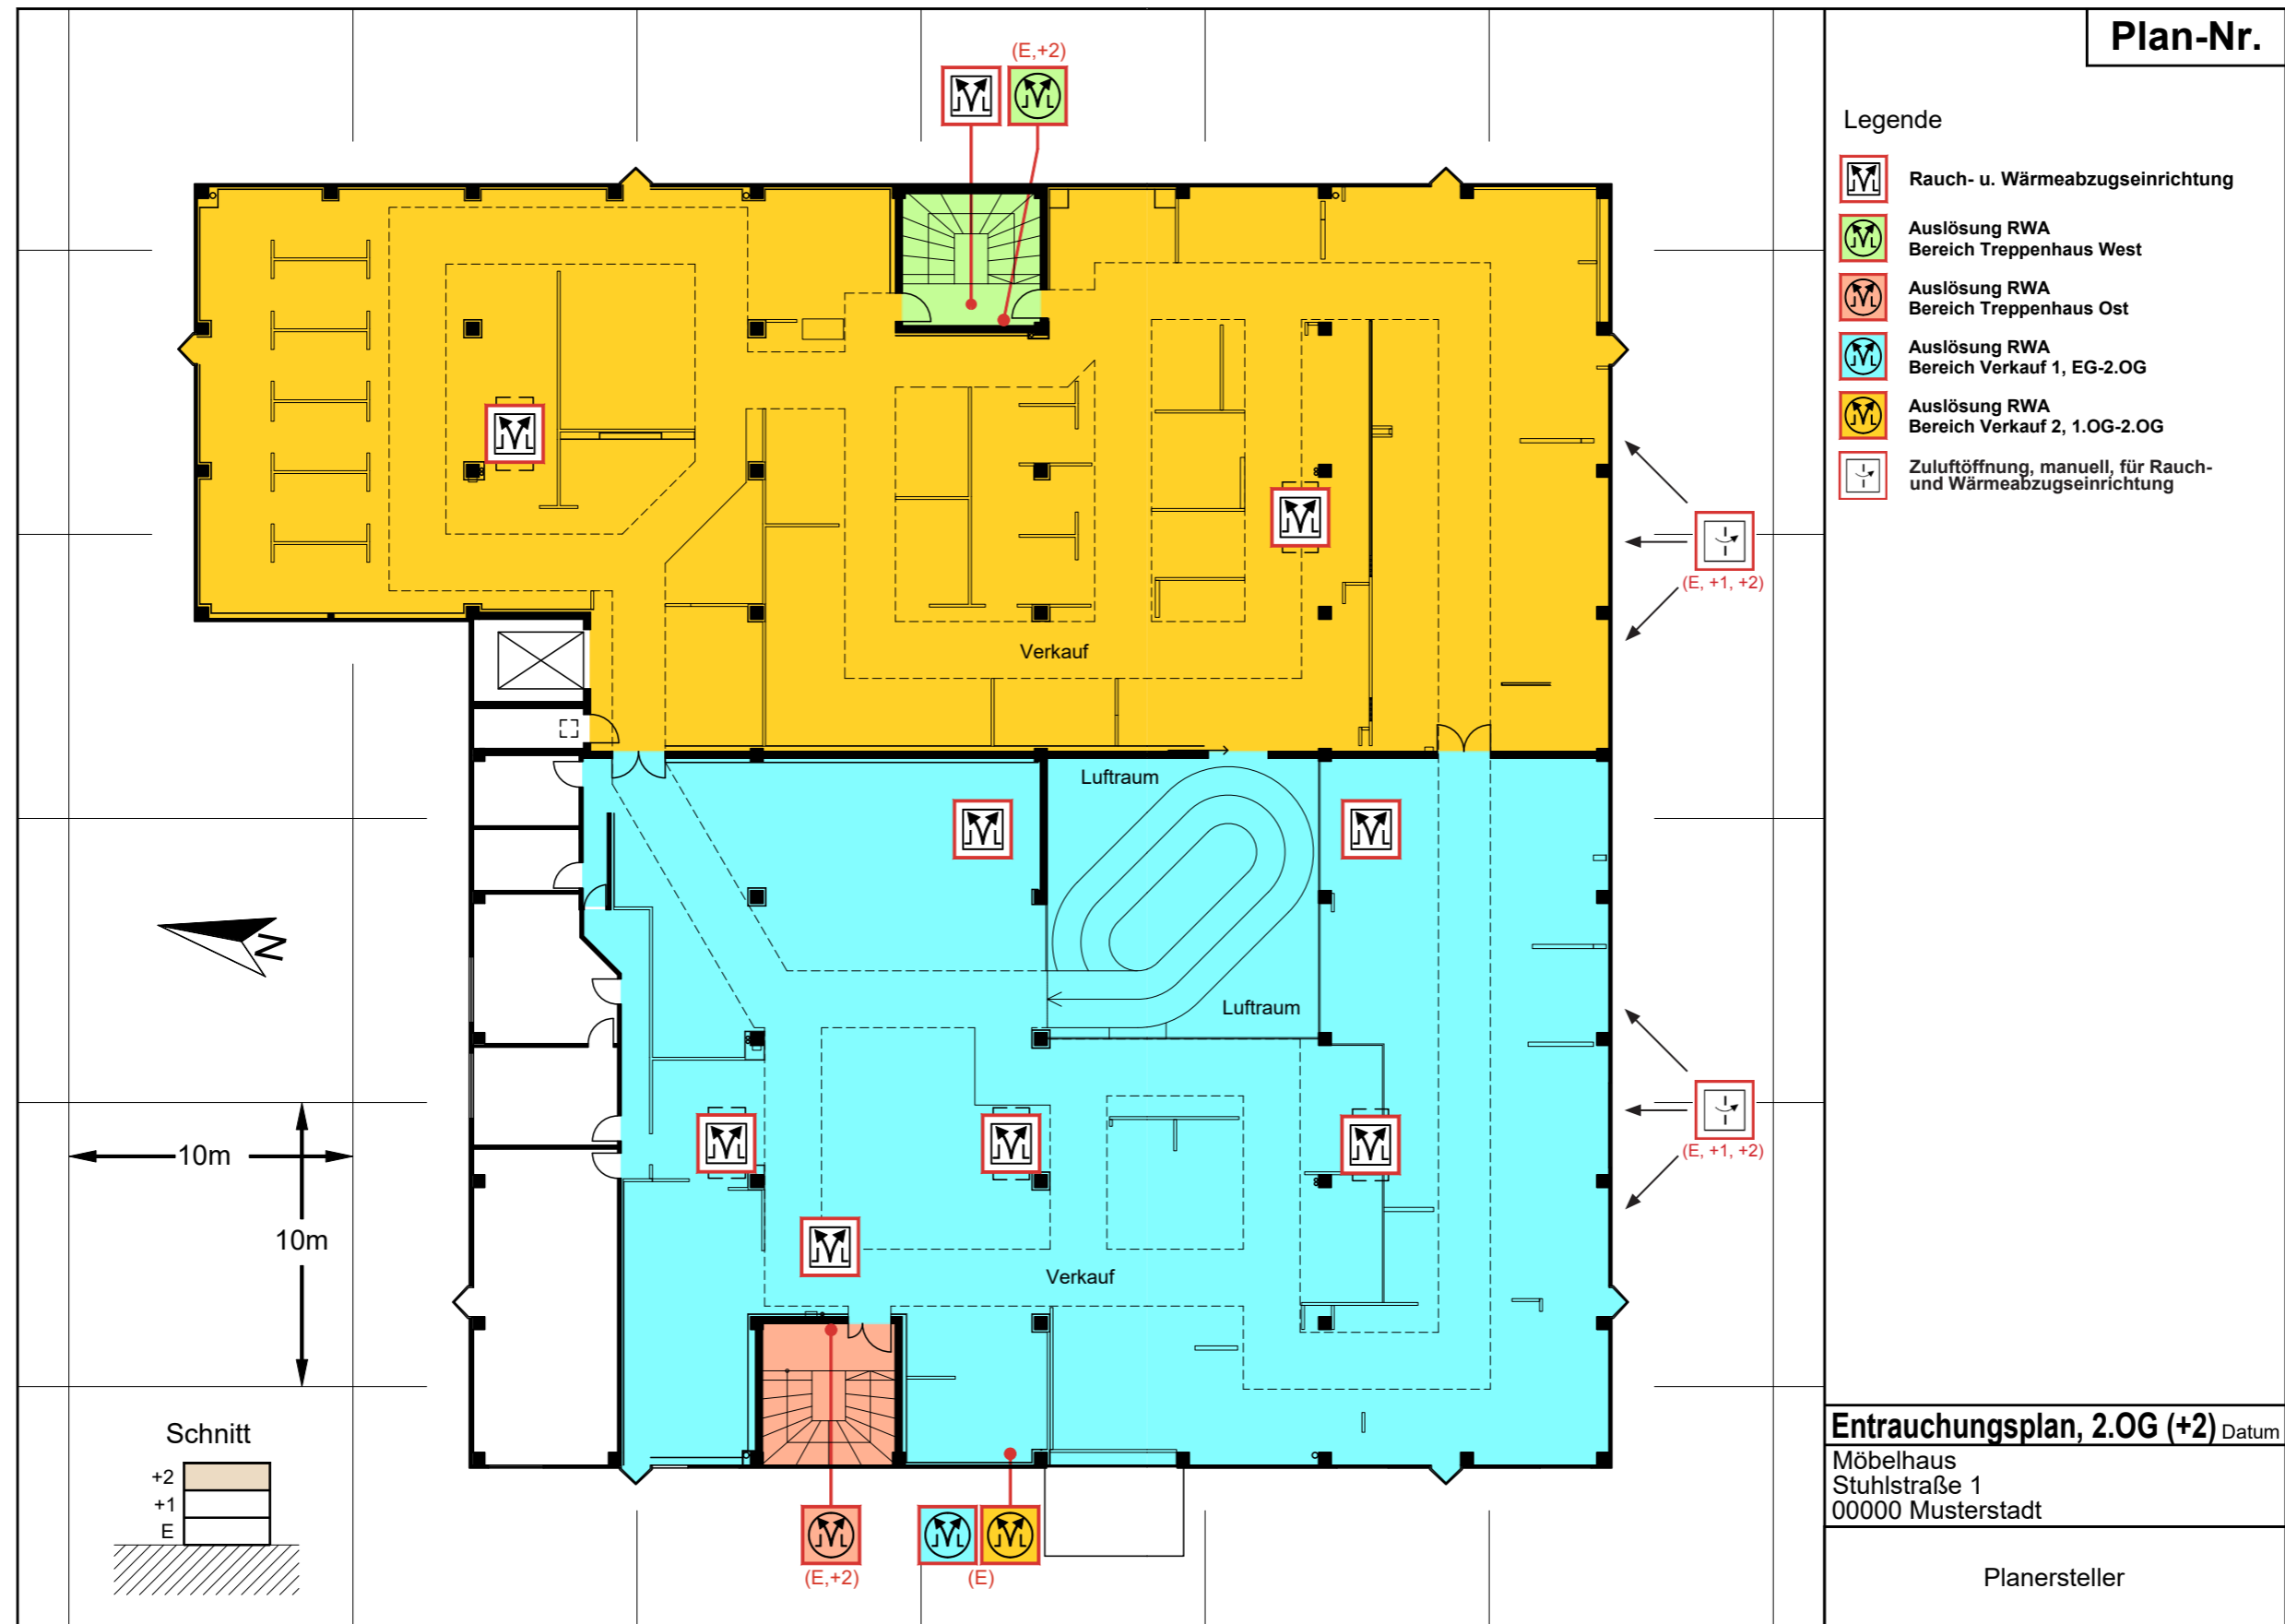 Plan-Nr.
(E,+2)
Legende
Rauch- u. Wärmeabzugseinrichtung
Auslösung RWA
Bereich Treppenhaus West
Auslösung RWA
Bereich Treppenhaus Ost
Auslösung RWA
Bereich Verkauf 1, EG-2.OG
Auslösung RWA
Bereich Verkauf 2, 1.OG-2.OG
Zuluftöffnung, manuell, für Rauch-
und Wärmeabzugseinrichtung
(E, +1, +2)
Verkauf
Luftraum
N
Luftraum
(E, +1, +2)
10m
10m
Verkauf
Schnitt
+2
+1
E
(E,+2)
(E)
Entrauchungsplan, 2.OG (+2) Datum
Möbelhaus
Stuhlstraße 1
00000 Musterstadt
Planersteller